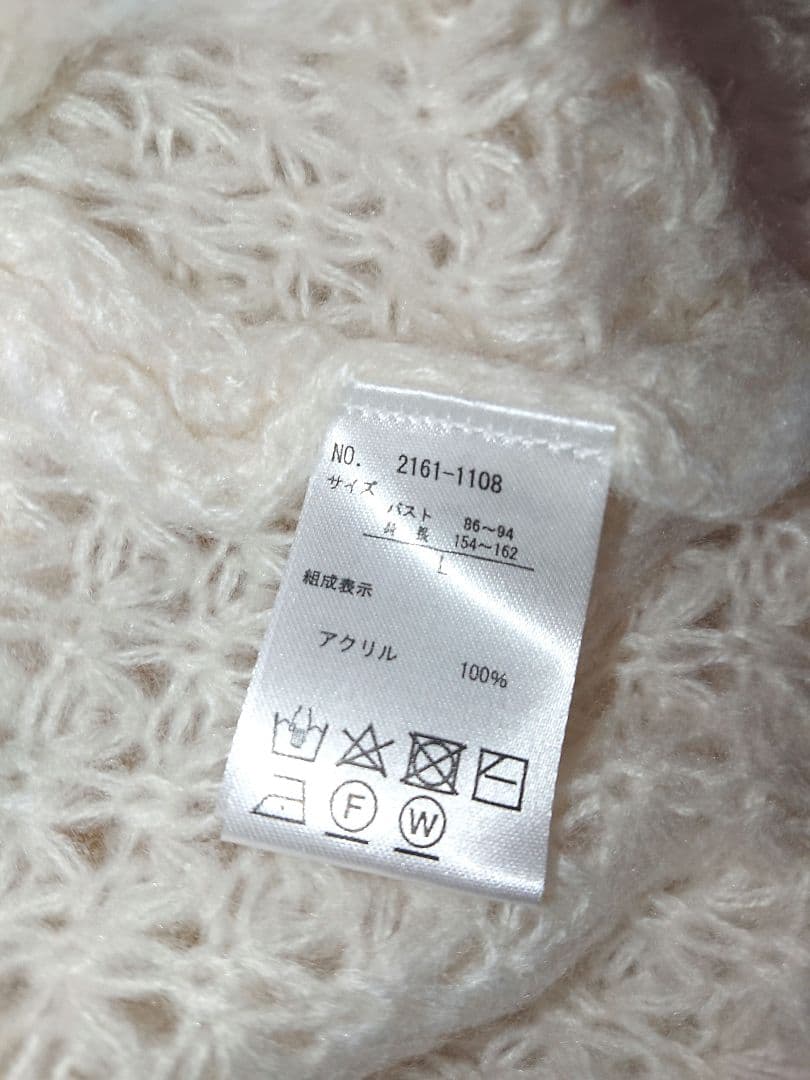 NO. 2161-1108
サイズ
バスト 86～94
身長 154～162
L
組成表示
アクリル 100%
F W